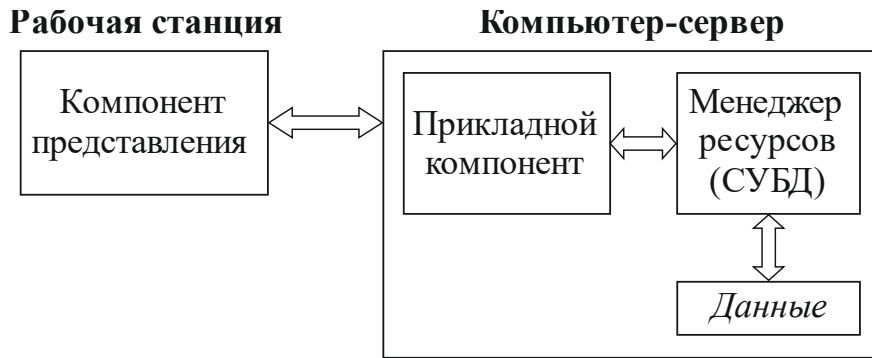 Рабочая станция
Компьютер-сервер
Компонент
представления
Прикладной
компонент
Менеджер
ресурсов
(СУБД)
Данные